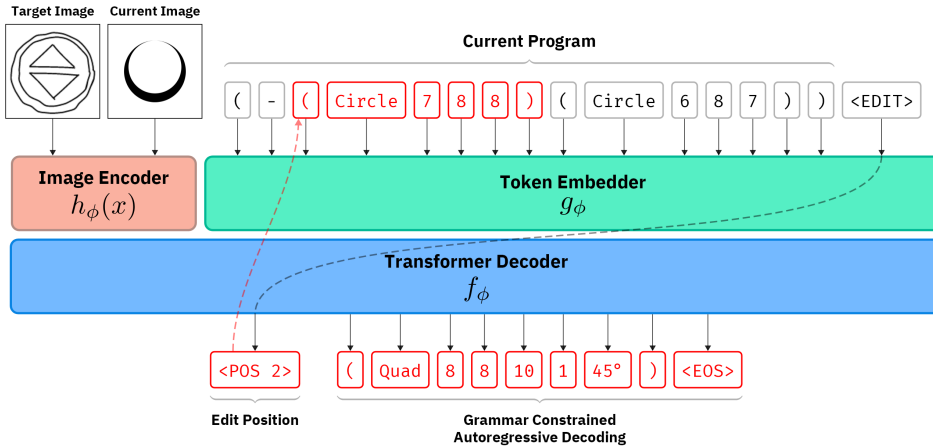 Target Image Current Image
Current Program
( - ( Circle 7 8 8 ) ( Circle 6 8 7 ) ) <EDIT>
Image Encoder
hϕ(x)
Token Embedder
gϕ
Transformer Decoder
fϕ
<POS 2> ( Quad 8 8 10 1 45° ) <EOS>
Edit Position
Grammar Constrained
Autoregressive Decoding